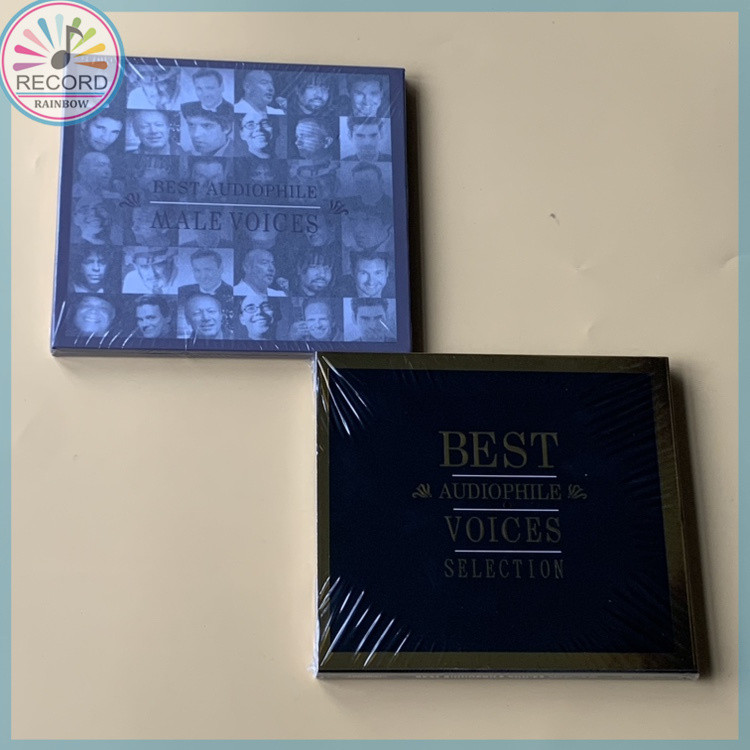 RECORD
RAINBOW
BEST AUDIOPHILE
MALE VOICES
BEST
AUDIOPHILE
VOICES
SELECTION